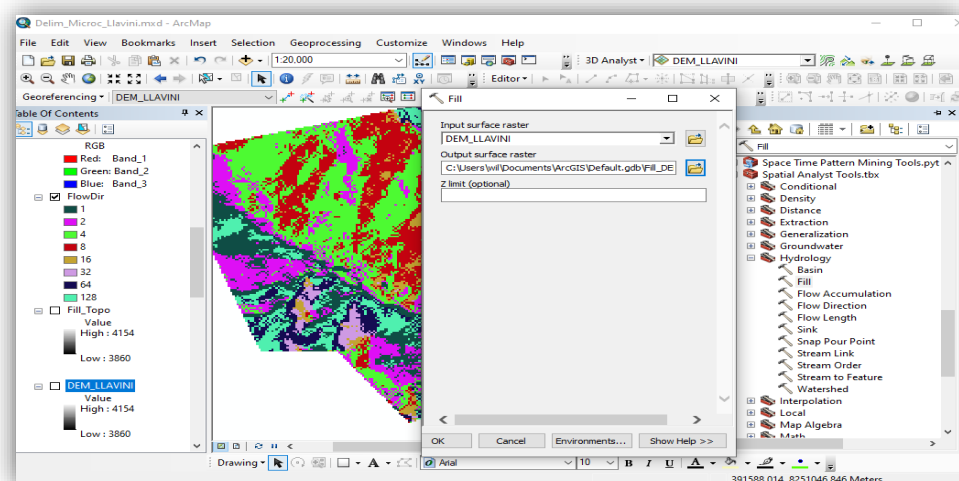 Delim_Microc_Llavini.mxd - ArcMap
File Edit View Bookmarks Insert Selection Geoprocessing Customize Windows Help
1:20.000
3D Analyst
DEM_LLAVINI
Editor
Georeferencing
DEM_LLAVINI
Table Of Contents
RGB
Red: Band_1
Green: Band_2
Blue: Band_3
FlowDir
1
2
4
8
16
32
64
128
Fill_Topo
Value
High : 4154
Low : 3860
DEM_LLAVINI
Value
High : 4154
Low : 3860
Fill
Input surface raster
DEM_LLAVINI
Output surface raster
C:\Users\wil\Documents\ArcGIS\Default.gdb\Fill_DE
Z limit (optional)
OK
Cancel
Environments...
Show Help >>
Fill
Space Time Pattern Mining Tools.pyt
Spatial Analyst Tools.tbx
Conditional
Density
Distance
Extraction
Generalization
Groundwater
Hydrology
Basin
Fill
Flow Accumulation
Flow Direction
Flow Length
Sink
Snap Pour Point
Stream Link
Stream Order
Stream to Feature
Watershed
Interpolation
Local
Map Algebra
Math
Drawing
A
Arial
10
B I U A
391588,014 8251046,846 Meters